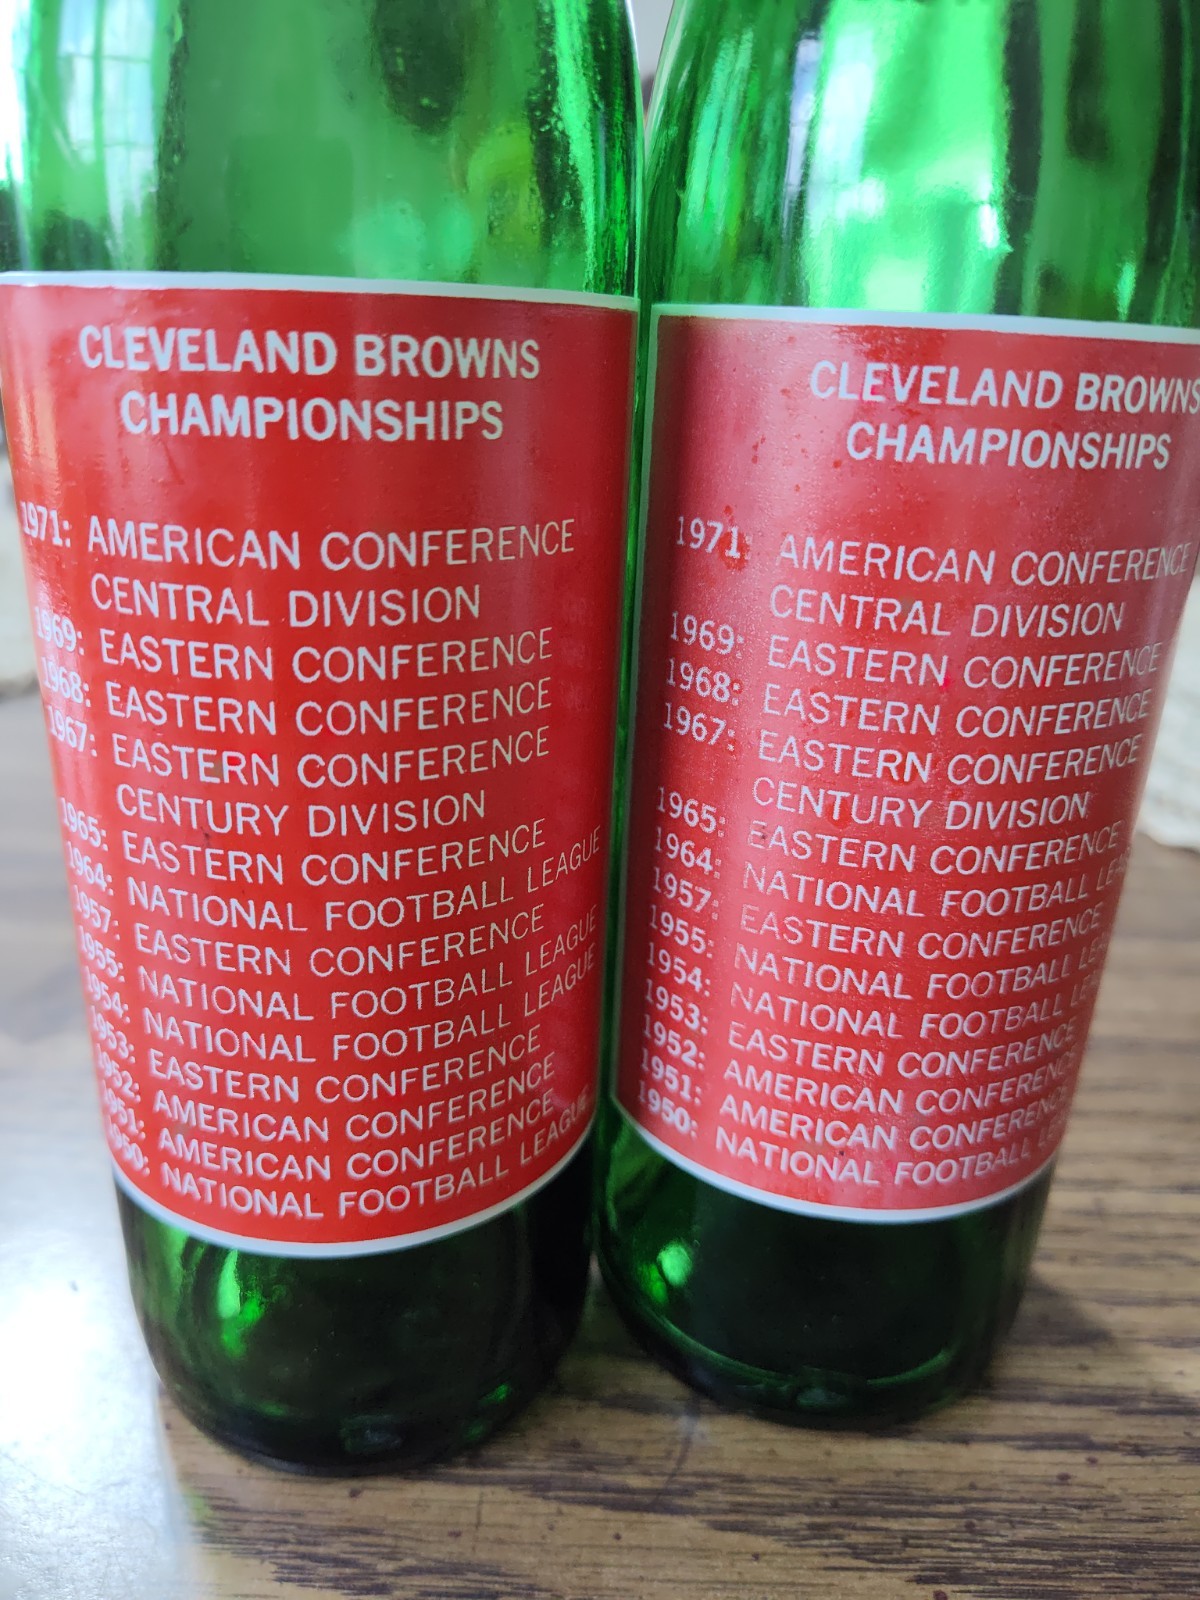 CLEVELAND BROWNS
CHAMPIONSHIPS
1971: AMERICAN CONFERENCE
CENTRAL DIVISION
1969: EASTERN CONFERENCE
1968: EASTERN CONFERENCE
1967: EASTERN CONFERENCE
CENTURY DIVISION
1965: EASTERN CONFERENCE
1964: NATIONAL FOOTBALL LEAGUE
1957: EASTERN CONFERENCE
1955: NATIONAL FOOTBALL LEAGUE
1954: NATIONAL FOOTBALL LEAGUE
1953: EASTERN CONFERENCE
1952: AMERICAN CONFERENCE
1951: AMERICAN CONFERENCE
1950: NATIONAL FOOTBALL LEAGUE
CLEVELAND BROWNS
CHAMPIONSHIPS
1971: AMERICAN CONFERENCE
CENTRAL DIVISION
1969: EASTERN CONFERENCE
1968: EASTERN CONFERENCE
1967: EASTERN CONFERENCE
CENTURY DIVISION
1965: EASTERN CONFERENCE
1964: NATIONAL FOOTBALL
1957: EASTERN CONFERENCE
1955: NATIONAL FOOTBALL
1954: NATIONAL FOOTBALL
1953: EASTERN CONFERENCE
1952: AMERICAN CONFERENCE
1951: AMERICAN CONFERENCE
1950: NATIONAL FOOTBALL